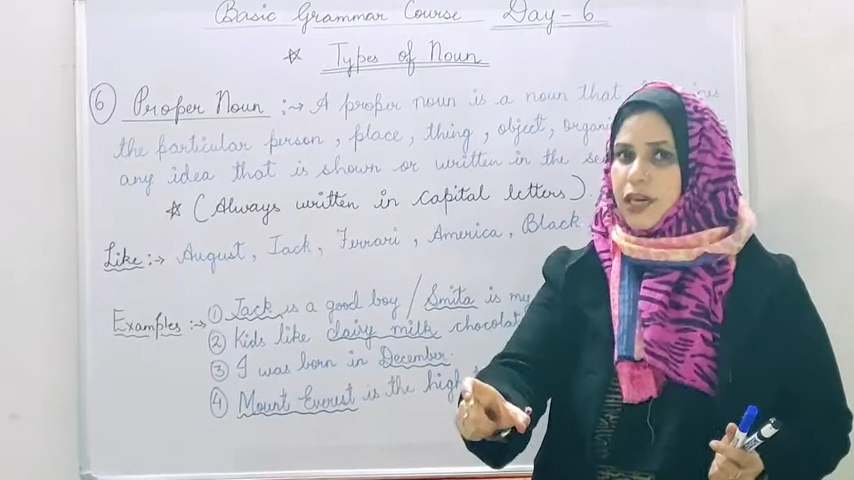 Basic Grammar Course Day-6
☆ Types of Noun
6 Proper Noun :→ A proper noun is a noun that
the particular person, place, thing, object,
any idea that is shown or written in the
☆ (Always written in capital letters).
Like :→ August, Jack, Ferrari, America, Black
Examples :→ 1 Jack is a good boy / Smita is my
2 Kids like dairy milk
3 I was born in December.
4 Mount Everest is the